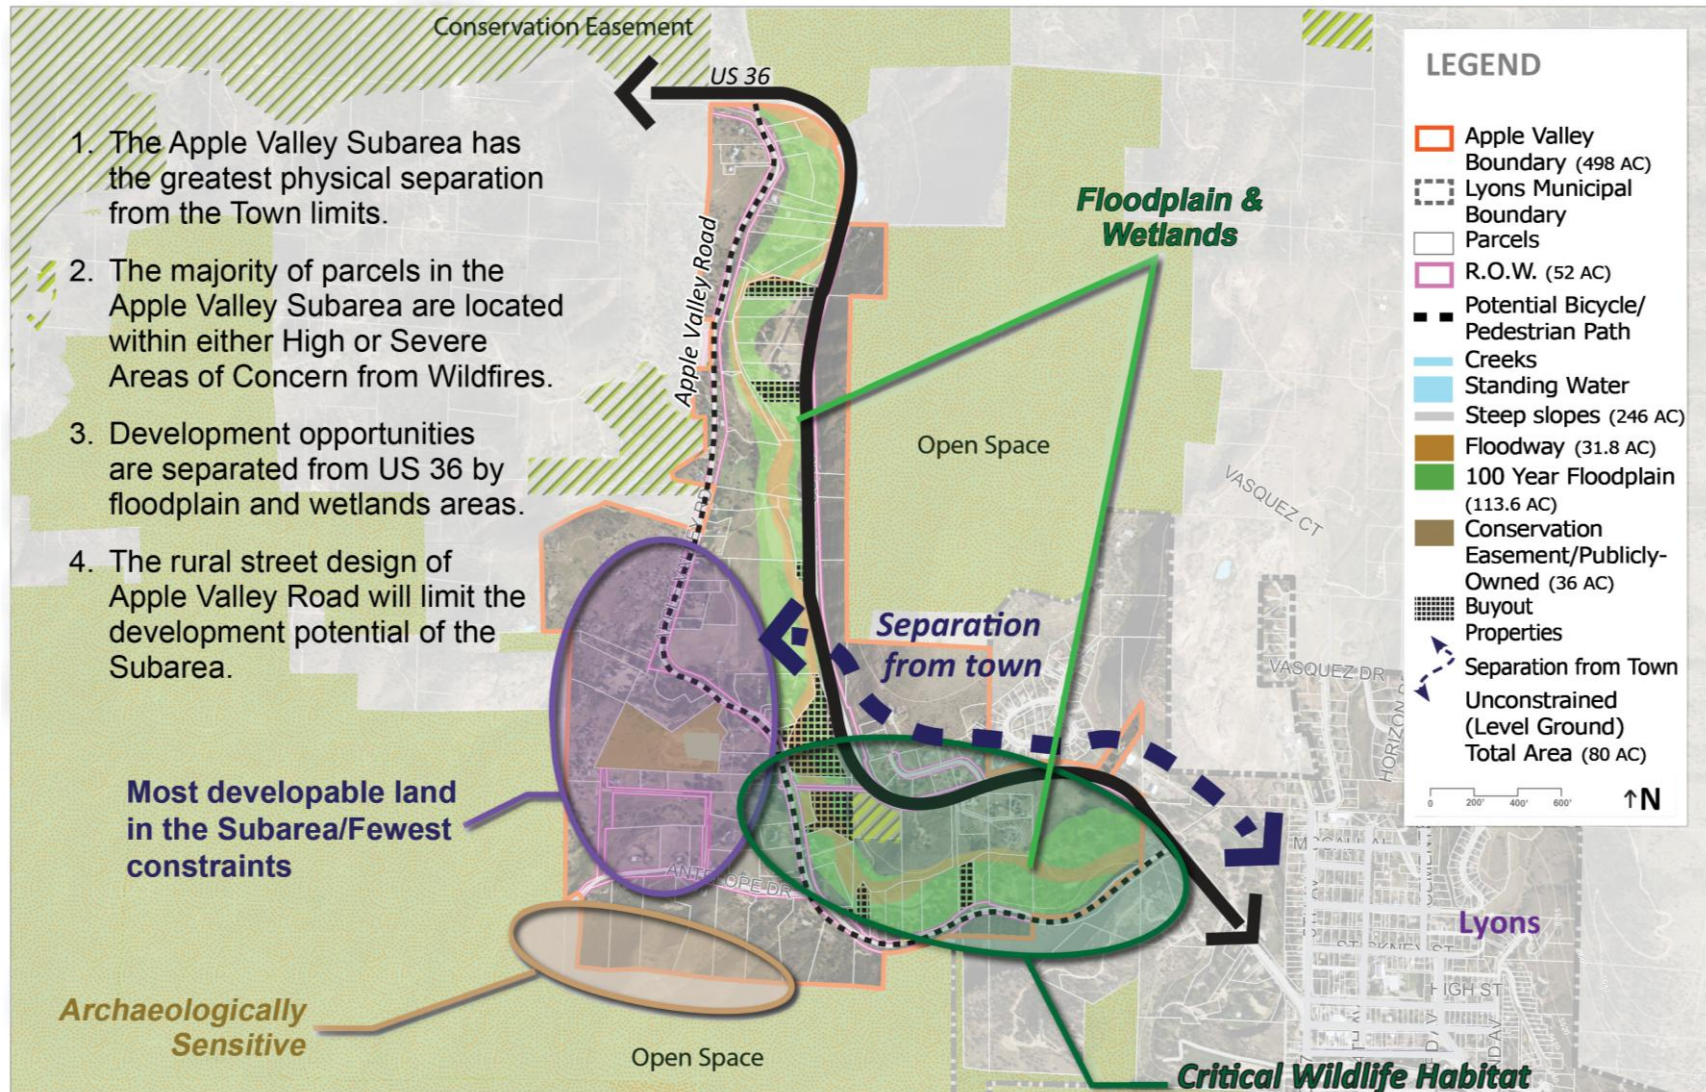 Conservation Easement
US 36
1. The Apple Valley Subarea has
the greatest physical separation
from the Town limits.
2. The majority of parcels in the
Apple Valley Subarea are located
within either High or Severe
Areas of Concern from Wildfires.
3. Development opportunities
are separated from US 36 by
floodplain and wetlands areas.
4. The rural street design of
Apple Valley Road will limit the
development potential of the
Subarea.
Apple Valley Road
Floodplain &
Wetlands
Open Space
Separation
from town
VASQUEZ CT
VASQUEZ DR
Most developable land
in the Subarea/Fewest
constraints
ANTELOPE DR
Archaeologically
Sensitive
Open Space
Critical Wildlife Habitat
Lyons
HIGH ST
LEGEND
Apple Valley
Boundary (498 AC)
Lyons Municipal
Boundary
Parcels
R.O.W. (52 AC)
Potential Bicycle/
Pedestrian Path
Creeks
Standing Water
Steep slopes (246 AC)
Floodway (31.8 AC)
100 Year Floodplain
(113.6 AC)
Conservation
Easement/Publicly-
Owned (36 AC)
Buyout
Properties
Separation from Town
Unconstrained
(Level Ground)
Total Area (80 AC)
0 200' 400' 600'
↑N